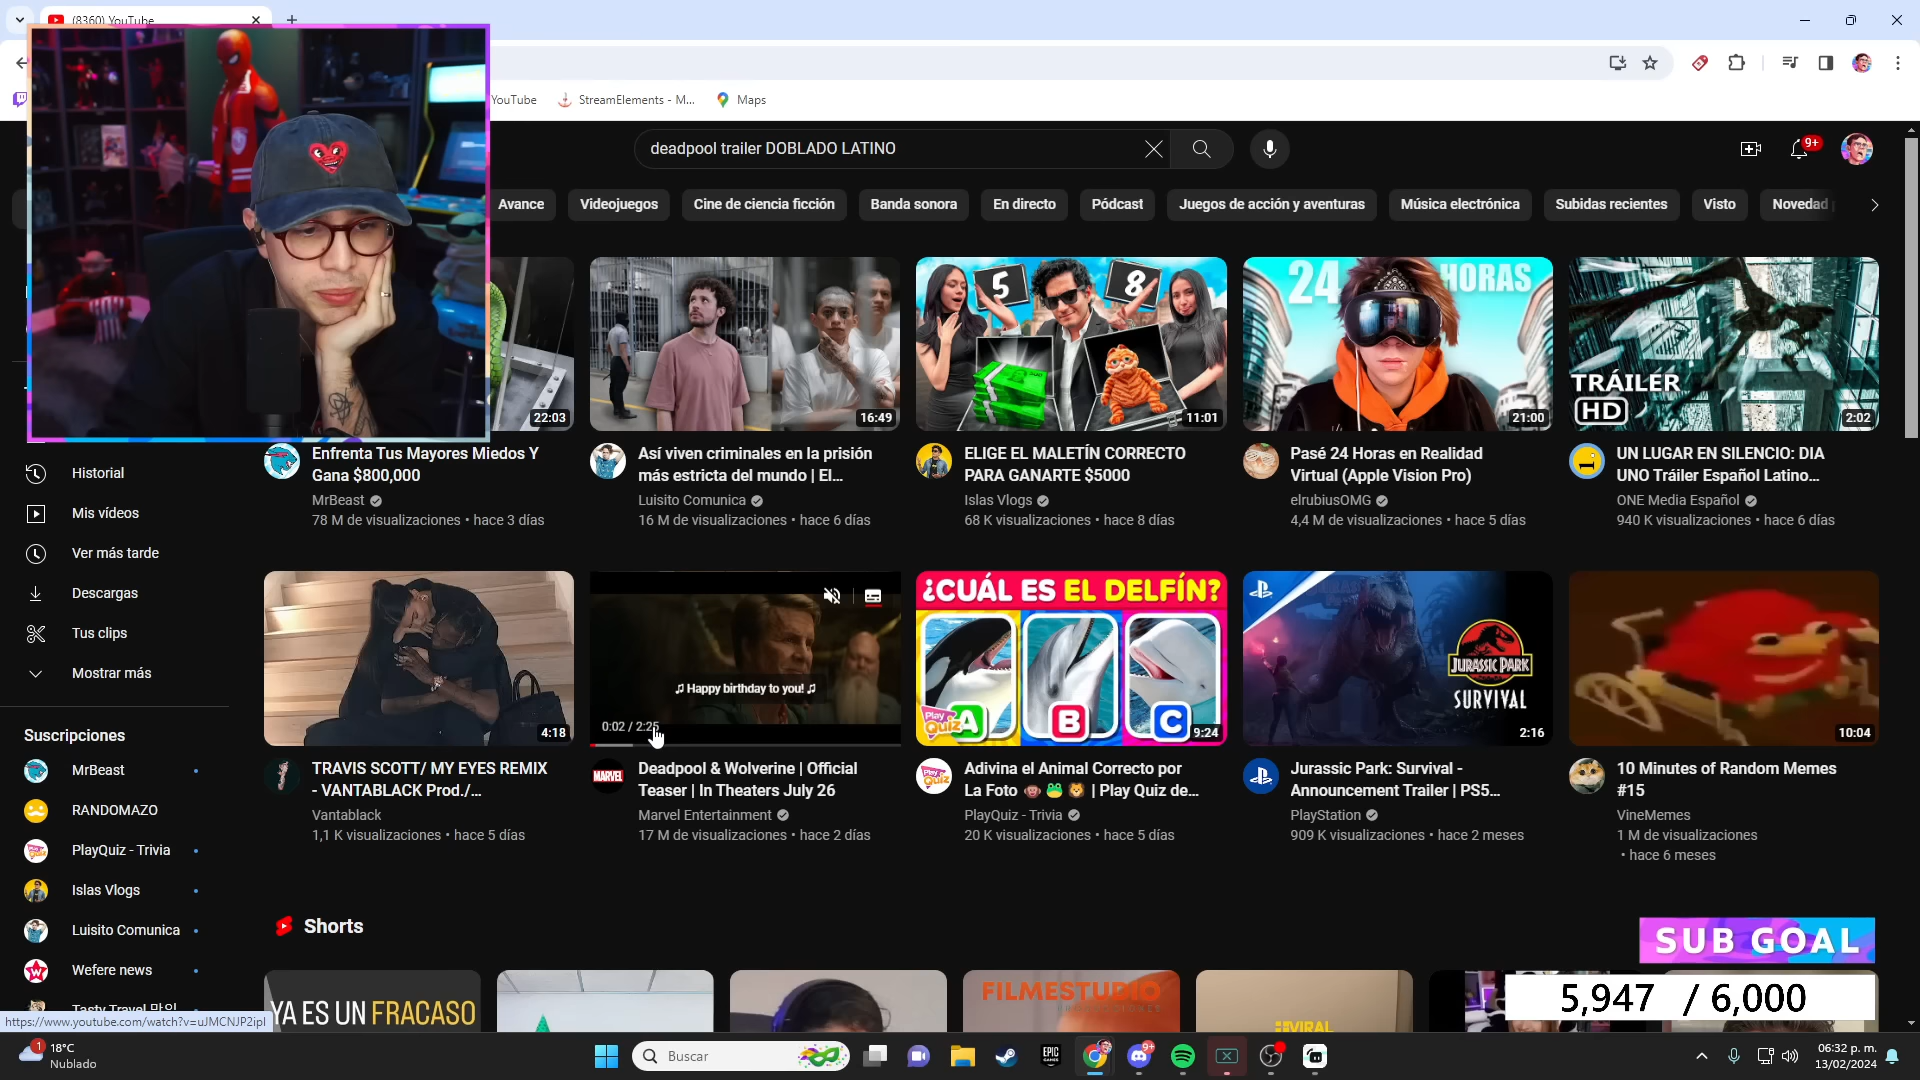 (8360) YouTube
YouTube
StreamElements - M...
Maps
deadpool trailer DOBLADO LATINO
9+
Avance
Videojuegos
Cine de ciencia ficción
Banda sonora
En directo
Pódcast
Juegos de acción y aventuras
Música electrónica
Subidas recientes
Visto
Novedad
22:03
16:49
5
8
11:01
24 HORAS
21:00
TRÁILER
HD
2:02
Enfrenta Tus Mayores Miedos Y
Gana $800,000
MrBeast
78 M de visualizaciones • hace 3 días
Así viven criminales en la prisión
más estricta del mundo | El...
Luisito Comunica
16 M de visualizaciones • hace 6 días
ELIGE EL MALETÍN CORRECTO
PARA GANARTE $5000
Islas Vlogs
68 K visualizaciones • hace 8 días
Pasé 24 Horas en Realidad
Virtual (Apple Vision Pro)
elrubiusOMG
4,4 M de visualizaciones • hace 5 días
UN LUGAR EN SILENCIO: DIA
UNO Tráiler Español Latino...
ONE Media Español
940 K visualizaciones • hace 6 días
Historial
Mis vídeos
Ver más tarde
Descargas
Tus clips
Mostrar más
Suscripciones
MrBeast
RANDOMAZO
PlayQuiz - Trivia
Islas Vlogs
Luisito Comunica
Wefere news
4:18
♫ Happy birthday to you! ♫
0:02 / 2:25
¿CUÁL ES EL DELFÍN?
Play Quiz
A
B
C
9:24
JURASSIC PARK
SURVIVAL
2:16
10:04
TRAVIS SCOTT/ MY EYES REMIX
- VANTABLACK Prod./...
Vantablack
1,1 K visualizaciones • hace 5 días
MARVEL
Deadpool & Wolverine | Official
Teaser | In Theaters July 26
Marvel Entertainment
17 M de visualizaciones • hace 2 días
Adivina el Animal Correcto por
La Foto 🐵 🐸 🦁 | Play Quiz de...
PlayQuiz - Trivia
20 K visualizaciones • hace 5 días
Jurassic Park: Survival -
Announcement Trailer | PS5...
PlayStation
909 K visualizaciones • hace 2 meses
10 Minutes of Random Memes
#15
VineMemes
1 M de visualizaciones
• hace 6 meses
Shorts
YA ES UN FRACASO
FILMESTUDIO
#VIRAL
SUB GOAL
5,947 / 6,000
https://www.youtube.com/watch?v=uJMCNJP2ipI
1
18°C
Nublado
Buscar
EPIC
GAMES
9+
06:32 p. m.
13/02/2024